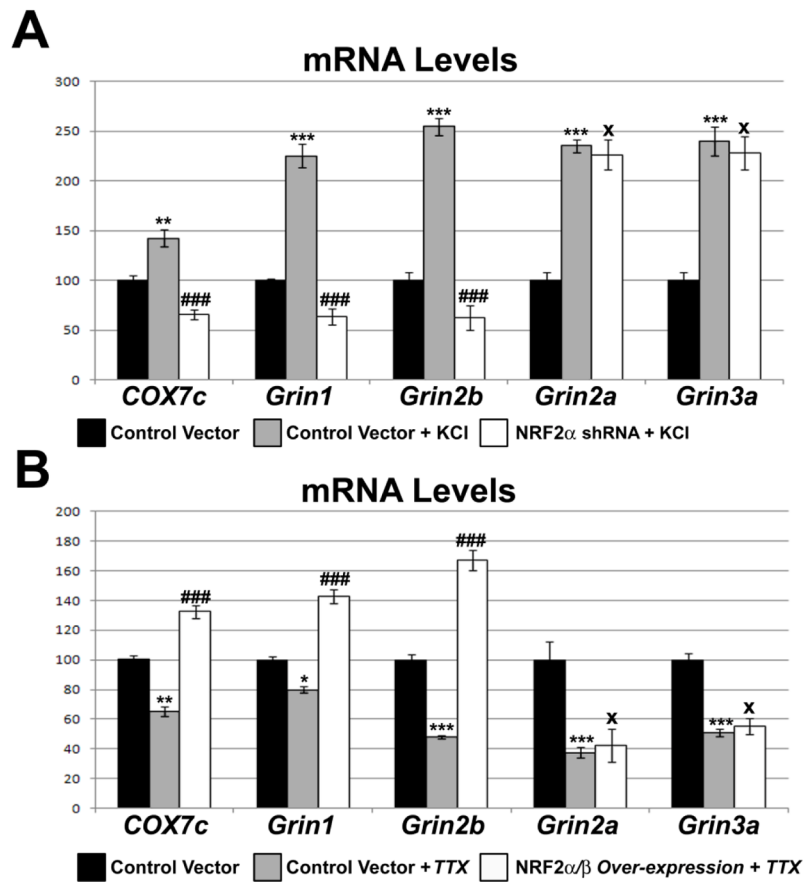 A
mRNA Levels
300
250
200
150
100
50
0
**
###
***
###
***
###
***
x
***
x
COX7c Grin1 Grin2b Grin2a Grin3a
Control Vector Control Vector + KCl NRF2α shRNA + KCl
B
mRNA Levels
200
180
160
140
120
100
80
60
40
20
0
**
###
*
###
***
###
***
x
***
x
COX7c Grin1 Grin2b Grin2a Grin3a
Control Vector Control Vector + TTX NRF2α/β Over-expression + TTX